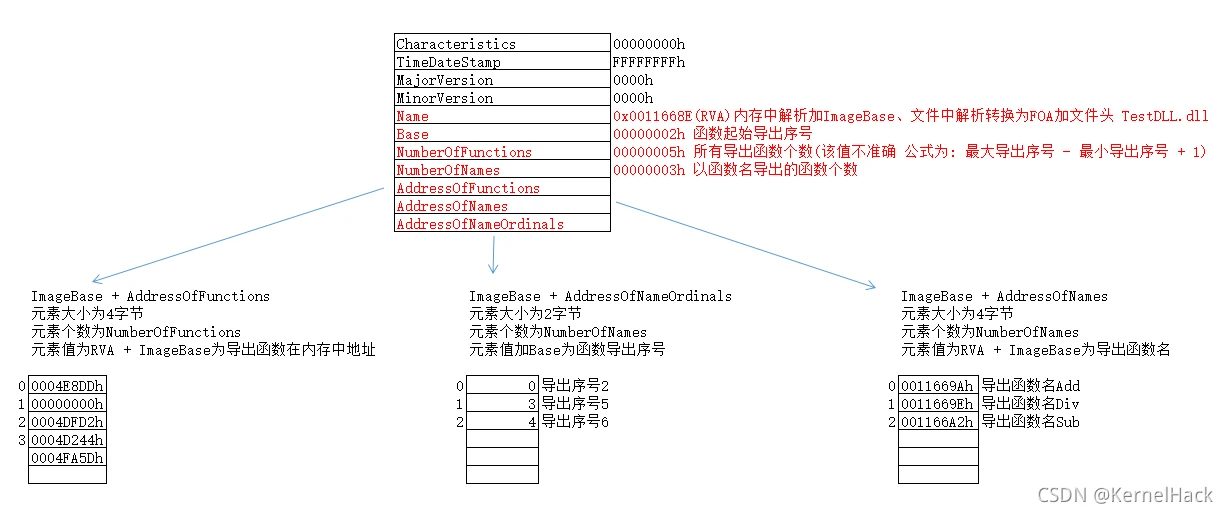 Characteristics 00000000h
TimeDateStamp FFFFFFFFh
MajorVersion 0000h
MinorVersion 0000h
Name 0x0011668E(RVA)内存中解析加ImageBase、文件中解析转换为FOA加文件头 TestDLL.dll
Base 00000002h 函数起始导出序号
NumberOfFunctions 00000005h 所有导出函数个数(该值不准确 公式为: 最大导出序号 - 最小导出序号 + 1)
NumberOfNames 00000003h 以函数名导出的函数个数
AddressOfFunctions
AddressOfNames
AddressOfNameOrdinals
ImageBase + AddressOfFunctions
元素大小为4字节
元素个数为NumberOfFunctions
元素值为RVA + ImageBase为导出函数在内存中地址
0 0004E8DDh
1 00000000h
2 0004DFD2h
3 0004D244h
0004FA5Dh
ImageBase + AddressOfNameOrdinals
元素大小为2字节
元素个数为NumberOfNames
元素值加Base为函数导出序号
0 0 导出序号2
1 3 导出序号5
2 4 导出序号6
ImageBase + AddressOfNames
元素大小为4字节
元素个数为NumberOfNames
元素值为RVA + ImageBase为导出函数名
0 0011669Ah 导出函数名Add
1 0011669Eh 导出函数名Div
2 001166A2h 导出函数名Sub
CSDN @KernelHack